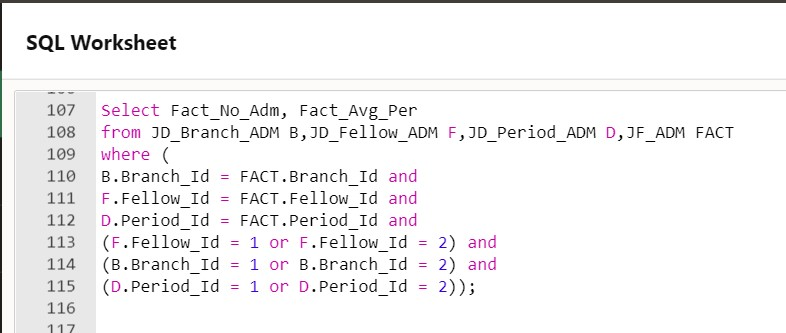 SQL Worksheet
107 Select Fact_No_Adm, Fact_Avg_Per
108 from JD_Branch_ADM B,JD_Fellow_ADM F,JD_Period_ADM D,JF_ADM FACT
109 where (
110 B.Branch_Id = FACT.Branch_Id and
111 F.Fellow_Id = FACT.Fellow_Id and
112 D.Period_Id = FACT.Period_Id and
113 (F.Fellow_Id = 1 or F.Fellow_Id = 2) and
114 (B.Branch_Id = 1 or B.Branch_Id = 2) and
115 (D.Period_Id = 1 or D.Period_Id = 2));
116
117